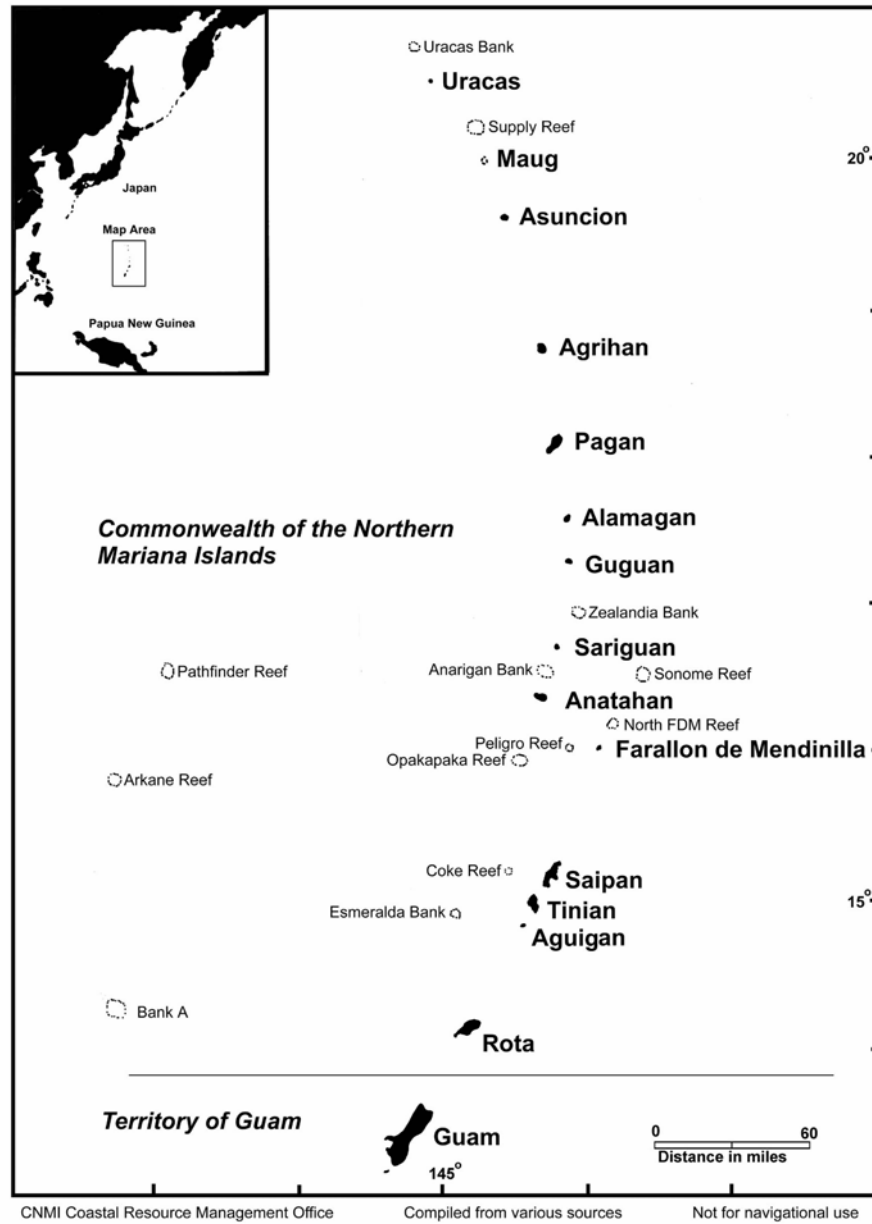 Uracas Bank
Uracas
Supply Reef
Maug
20°
Asuncion
Japan
Map Area
Papua New Guinea
Agrihan
Pagan
Alamagan
Commonwealth of the Northern
Mariana Islands
Guguan
Zealandia Bank
Sariguan
Pathfinder Reef
Anarigan Bank
Sonome Reef
Anatahan
North FDM Reef
Peligro Reef
Farallon de Mendinilla
Opakapaka Reef
Arkane Reef
Coke Reef
Saipan
15°
Tinian
Esmeralda Bank
Aguigan
Bank A
Rota
Territory of Guam
Guam
0 60
Distance in miles
145°
CNMI Coastal Resource Management Office Compiled from various sources Not for navigational use